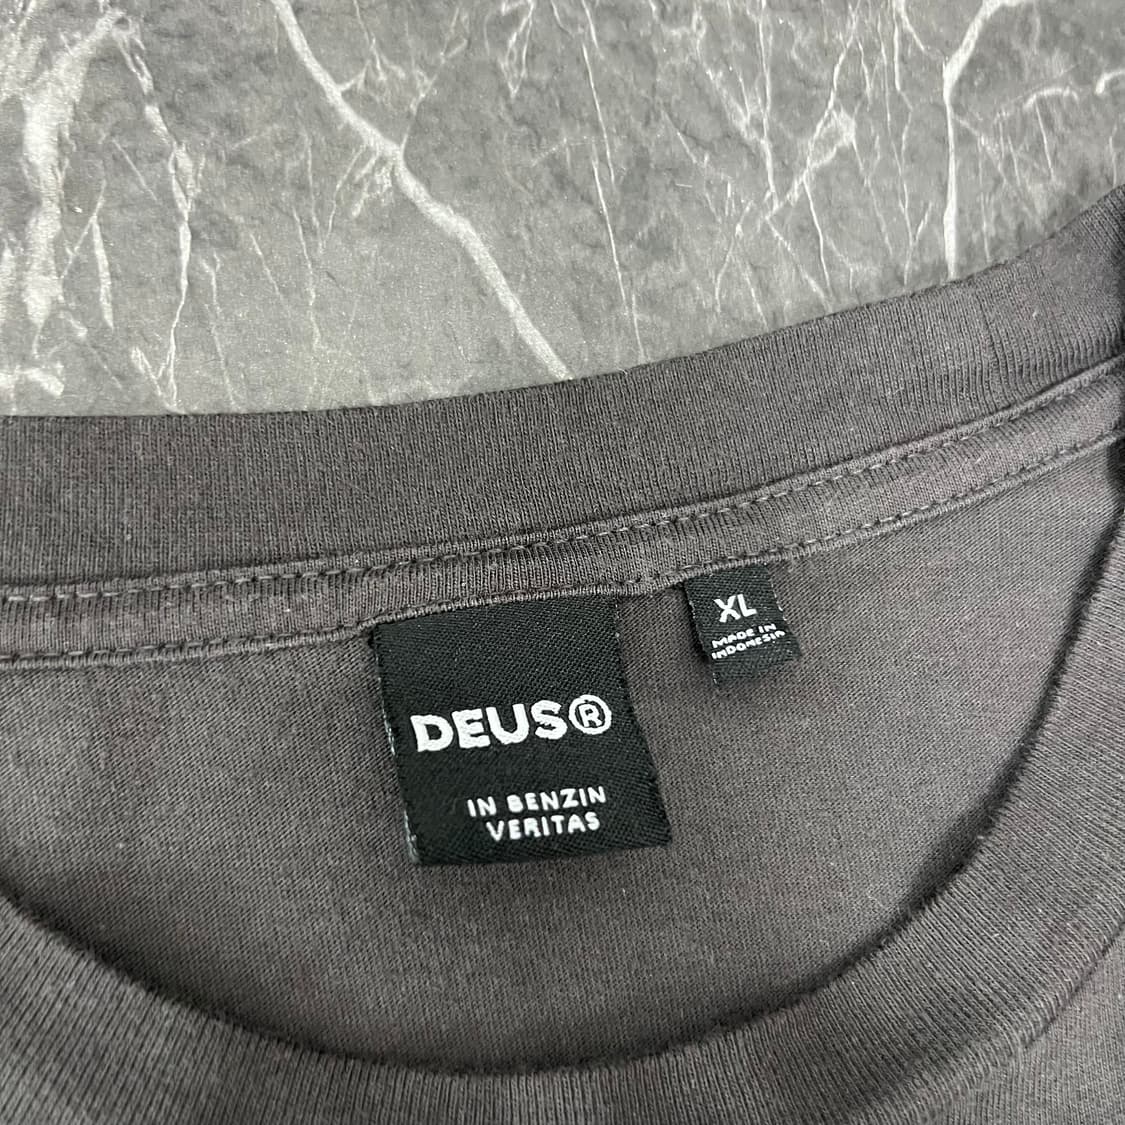 DEUS®
IN BENZIN
VERITAS
XL
MADE IN
INDONESIA